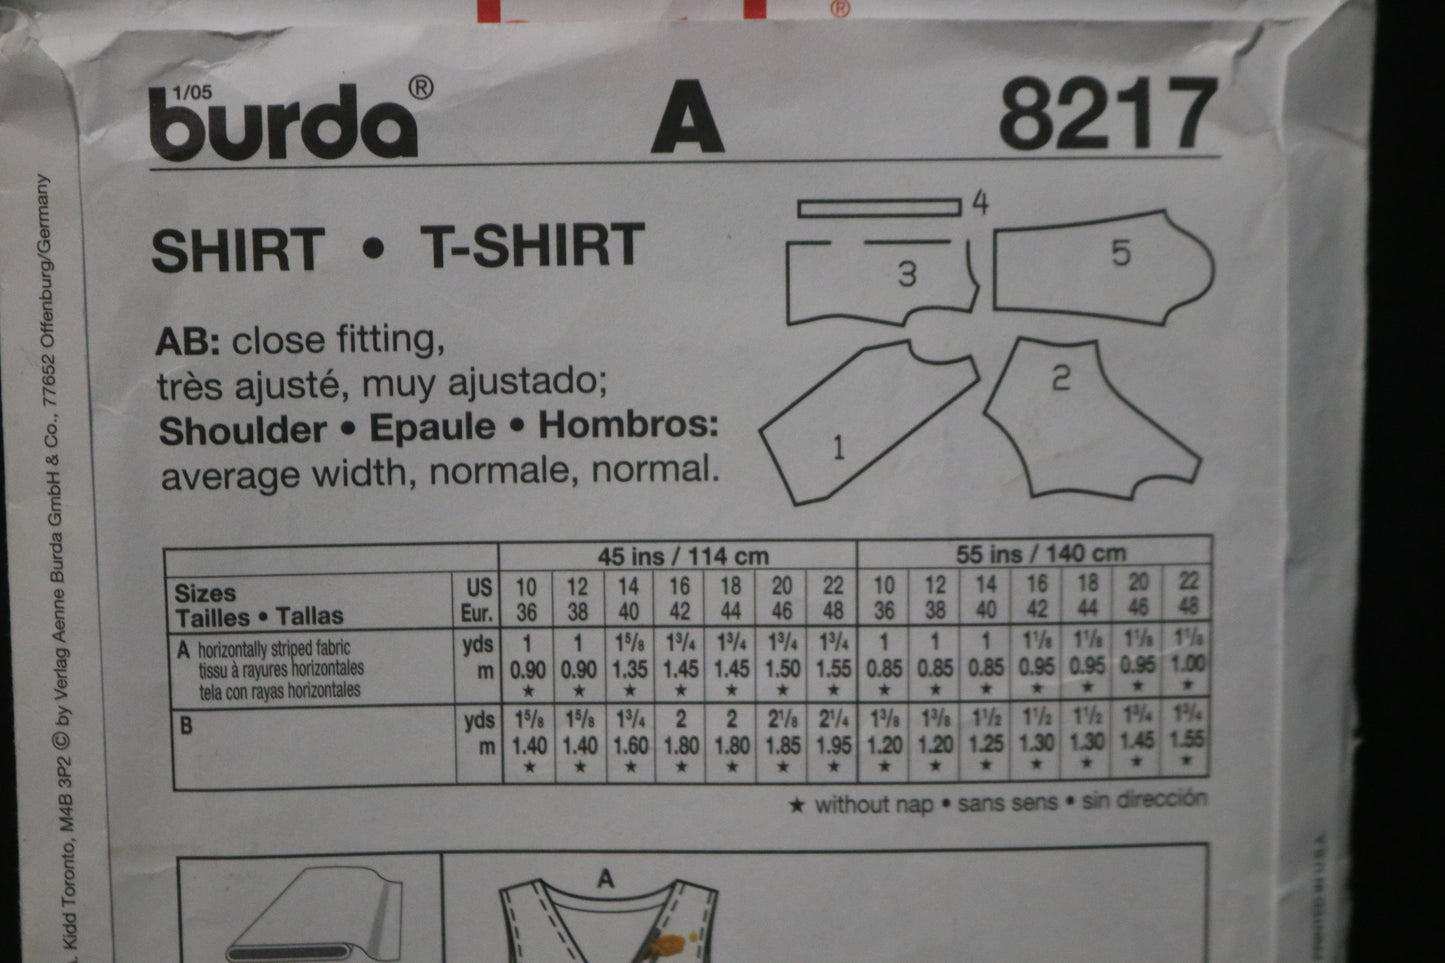 ®
1/05
burda®
A
8217
SHIRT • T-SHIRT
AB: close fitting,
très ajusté, muy ajustado;
Shoulder • Epaule • Hombros:
average width, normale, normal.
4
3
5
1
2
45 ins / 114 cm 55 ins / 140 cm
Sizes US 10 12 14 16 18 20 22 10 12 14 16 18 20 22
Tailles • Tallas Eur. 36 38 40 42 44 46 48 36 38 40 42 44 46 48
A horizontally striped fabric yds 1 1 1⅝ 1¾ 1¾ 1¾ 1¾ 1 1 1 1⅛ 1⅛ 1⅛ 1⅛
tissu à rayures horizontales m 0.90 0.90 1.35 1.45 1.45 1.50 1.55 0.85 0.85 0.85 0.95 0.95 0.95 1.00
tela con rayas horizontales ★ ★ ★ ★ ★ ★ ★ ★ ★ ★ ★ ★ ★ ★
B yds 1⅝ 1⅝ 1¾ 2 2 2⅛ 2¼ 1⅜ 1⅜ 1½ 1½ 1½ 1¾ 1¾
m 1.40 1.40 1.60 1.80 1.80 1.85 1.95 1.20 1.20 1.25 1.30 1.30 1.45 1.55
★ ★ ★ ★ ★ ★ ★ ★ ★ ★ ★ ★ ★ ★
★ without nap • sans sens • sin dirección
A
Kidd Toronto, M4B 3P2 © by Verlag Aenne Burda GmbH & Co., 77652 Offenburg/Germany
PRINTED IN U.S.A.